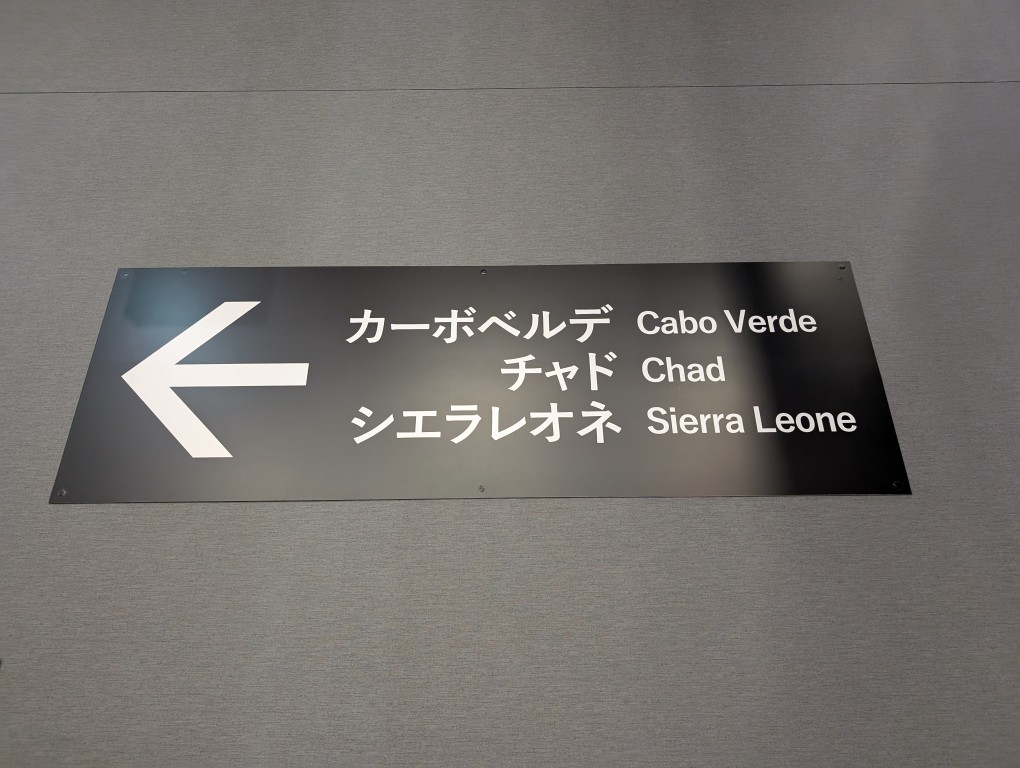 カーボベルデ Cabo Verde
チャド Chad
シエラレオネ Sierra Leone